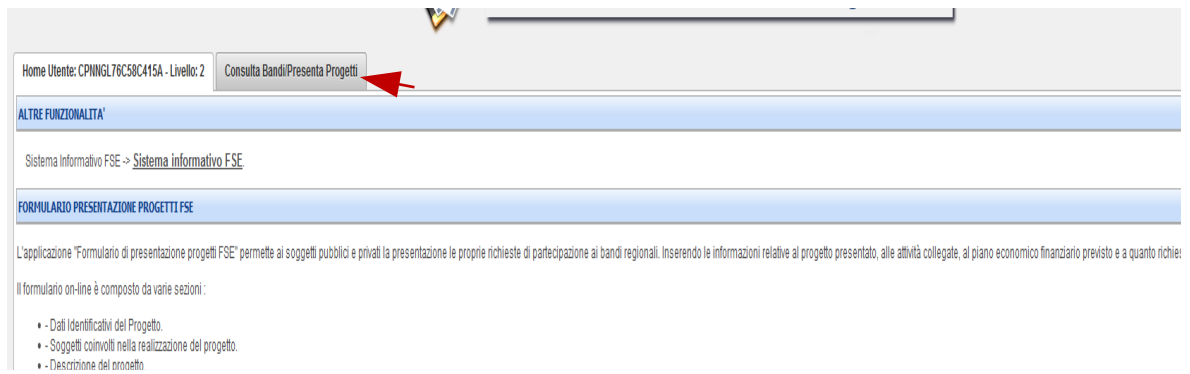 Home Utente: CPNNGL76C58C415A - Livello: 2
Consulta Bandi/Presenta Progetti
ALTRE FUNZIONALITA'
Sistema Informativo FSE -> Sistema informativo FSE.
FORMULARIO PRESENTAZIONE PROGETTI FSE
L'applicazione "Formulario di presentazione progetti FSE" permette ai soggetti pubblici e privati la presentazione le proprie richieste di partecipazione ai bandi regionali. Inserendo le informazioni relative al progetto presentato, alle attività collegate, al piano economico finanziario previsto e a quanto richies
Il formulario on-line è composto da varie sezioni :
• - Dati Identificativi del Progetto.
• - Soggetti coinvolti nella realizzazione del progetto.
• - Descrizione del progetto